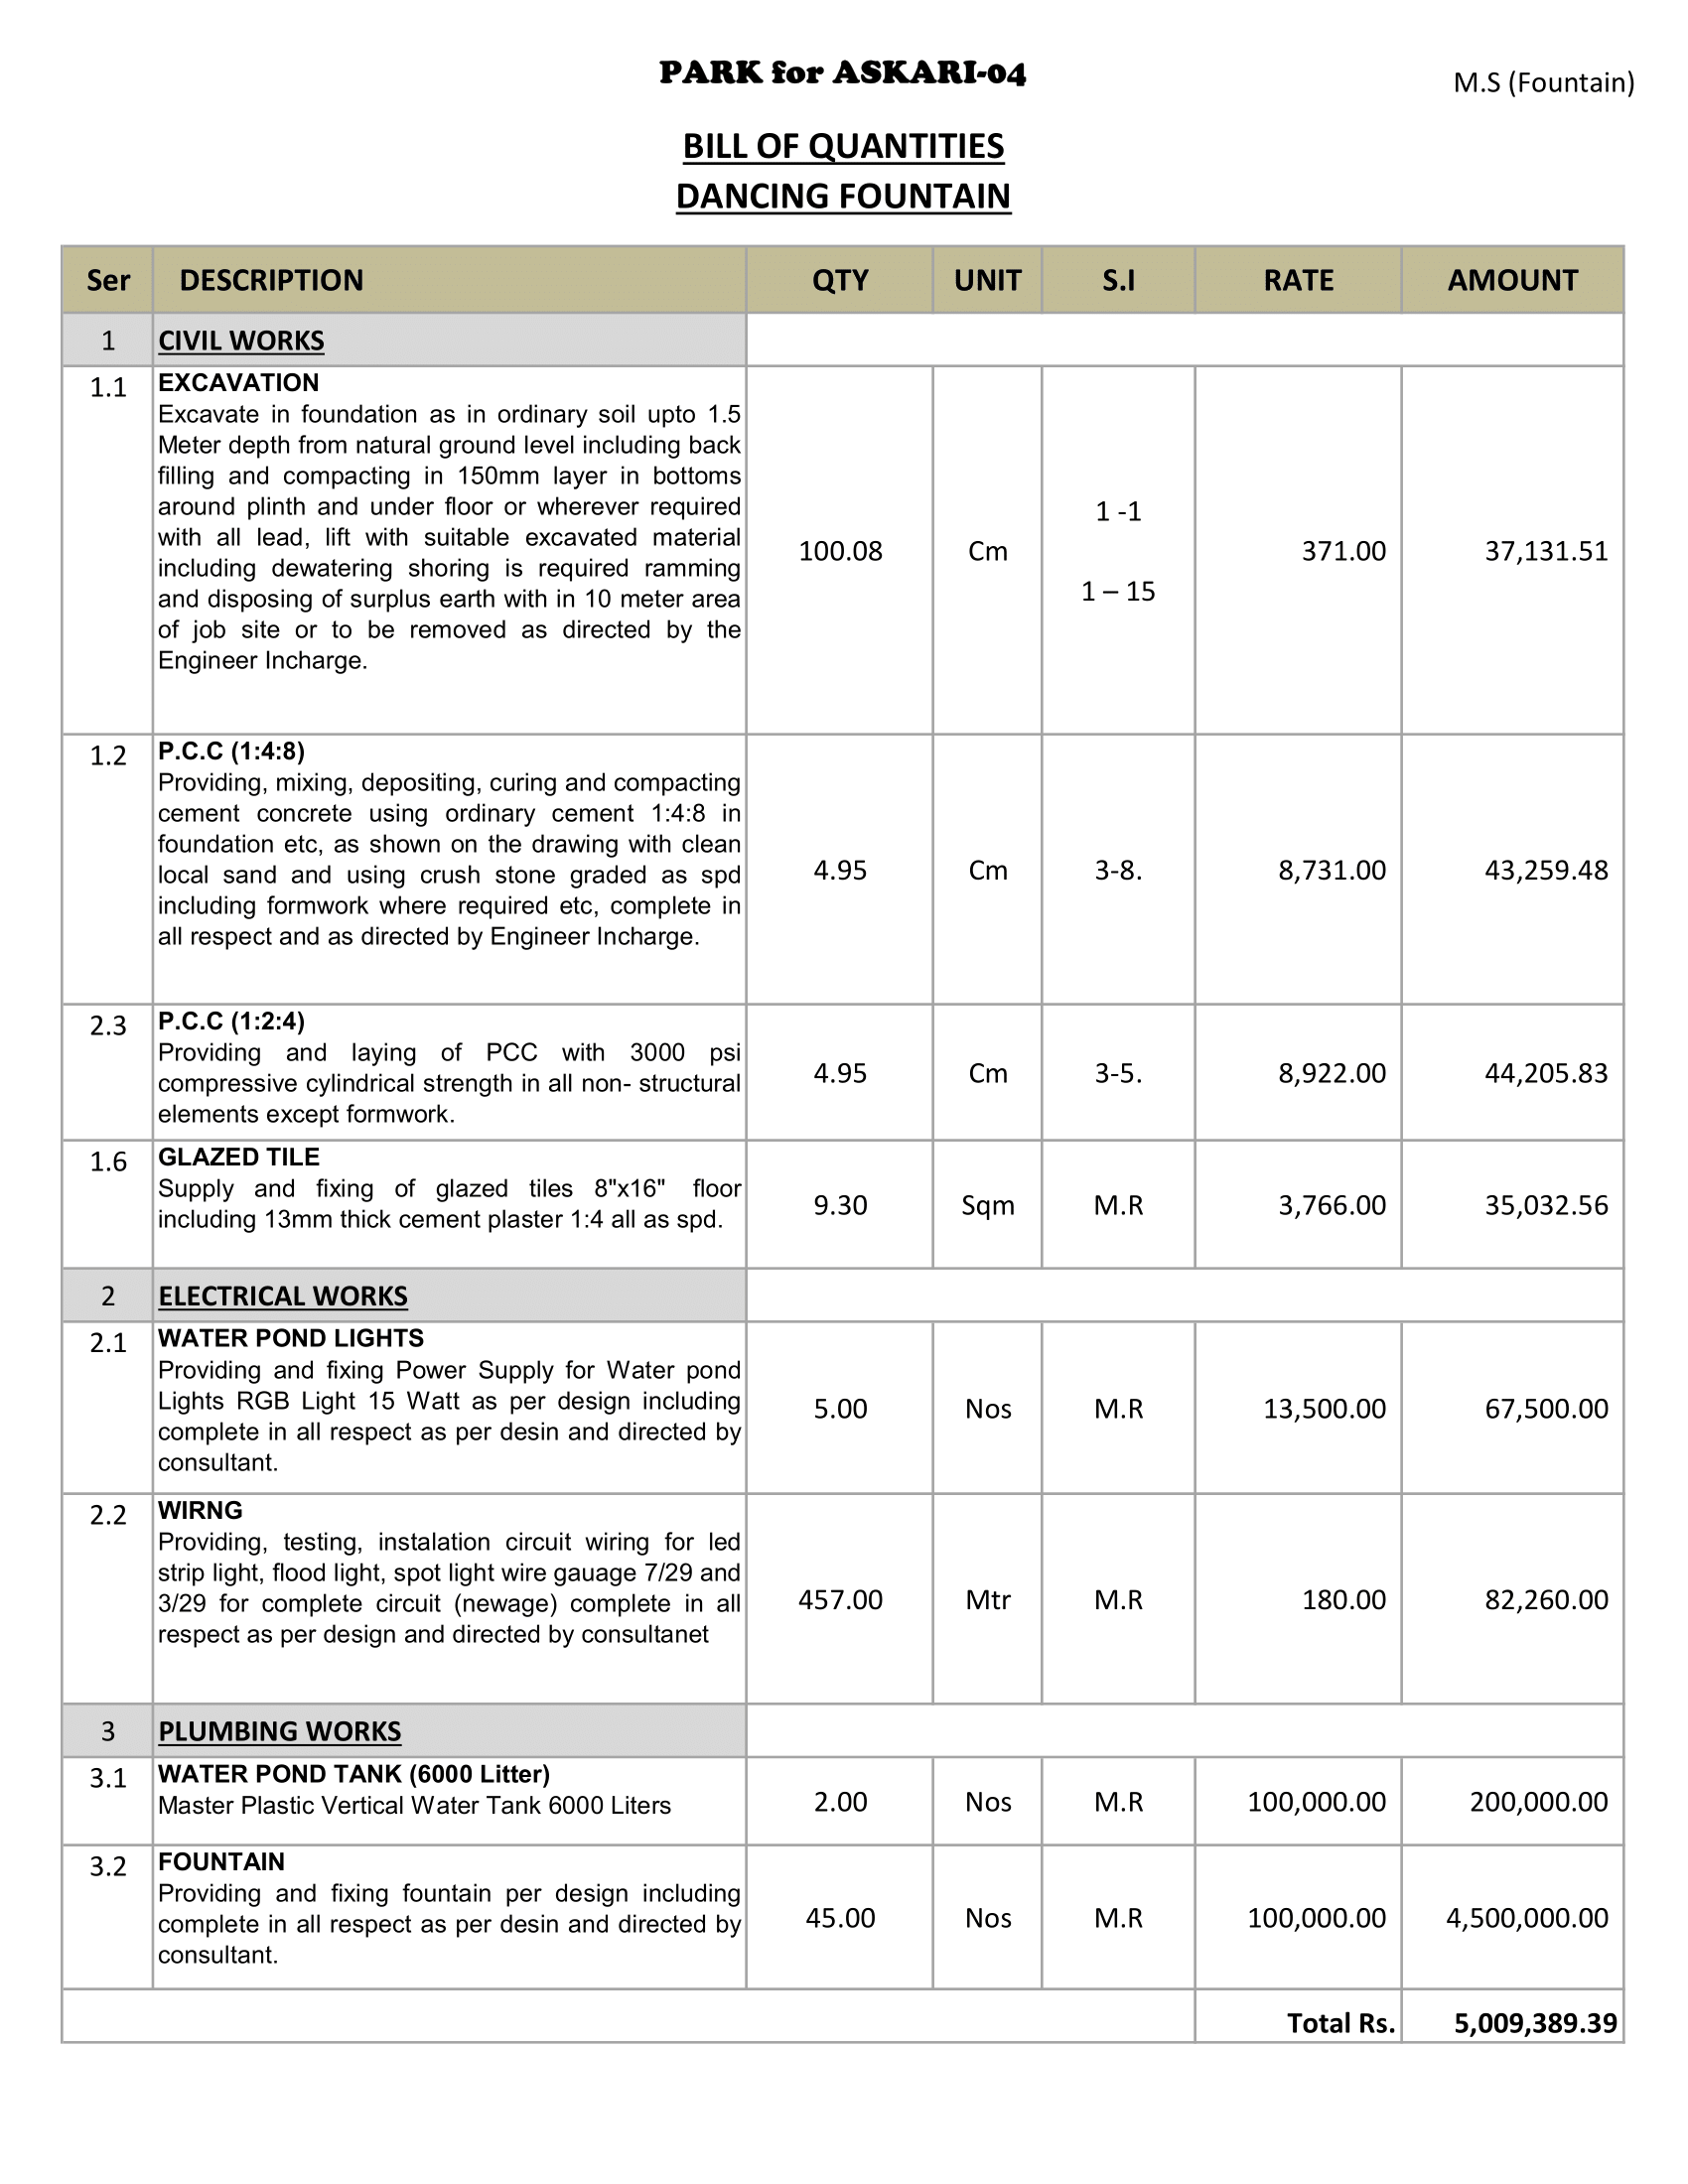 PARK for ASKARI-04
M.S (Fountain)
BILL OF QUANTITIES
DANCING FOUNTAIN
Ser DESCRIPTION QTY UNIT S.I RATE AMOUNT
1 CIVIL WORKS
1.1 EXCAVATION
Excavate in foundation as in ordinary soil upto 1.5
Meter depth from natural ground level including back
filling and compacting in 150mm layer in bottoms
around plinth and under floor or wherever required
with all lead, lift with suitable excavated material
including dewatering shoring is required ramming
and disposing of surplus earth with in 10 meter area
of job site or to be removed as directed by the
Engineer Incharge.
100.08 Cm 1 -1 1 – 15 371.00 37,131.51
1.2 P.C.C (1:4:8)
Providing, mixing, depositing, curing and compacting
cement concrete using ordinary cement 1:4:8 in
foundation etc, as shown on the drawing with clean
local sand and using crush stone graded as spd
including formwork where required etc, complete in
all respect and as directed by Engineer Incharge.
4.95 Cm 3-8. 8,731.00 43,259.48
2.3 P.C.C (1:2:4)
Providing and laying of PCC with 3000 psi
compressive cylindrical strength in all non- structural
elements except formwork.
4.95 Cm 3-5. 8,922.00 44,205.83
1.6 GLAZED TILE
Supply and fixing of glazed tiles 8"x16" floor
including 13mm thick cement plaster 1:4 all as spd.
9.30 Sqm M.R 3,766.00 35,032.56
2 ELECTRICAL WORKS
2.1 WATER POND LIGHTS
Providing and fixing Power Supply for Water pond
Lights RGB Light 15 Watt as per design including
complete in all respect as per desin and directed by
consultant.
5.00 Nos M.R 13,500.00 67,500.00
2.2 WIRNG
Providing, testing, instalation circuit wiring for led
strip light, flood light, spot light wire gauage 7/29 and
3/29 for complete circuit (newage) complete in all
respect as per design and directed by consultanet
457.00 Mtr M.R 180.00 82,260.00
3 PLUMBING WORKS
3.1 WATER POND TANK (6000 Litter)
Master Plastic Vertical Water Tank 6000 Liters
2.00 Nos M.R 100,000.00 200,000.00
3.2 FOUNTAIN
Providing and fixing fountain per design including
complete in all respect as per desin and directed by
consultant.
45.00 Nos M.R 100,000.00 4,500,000.00
Total Rs. 5,009,389.39